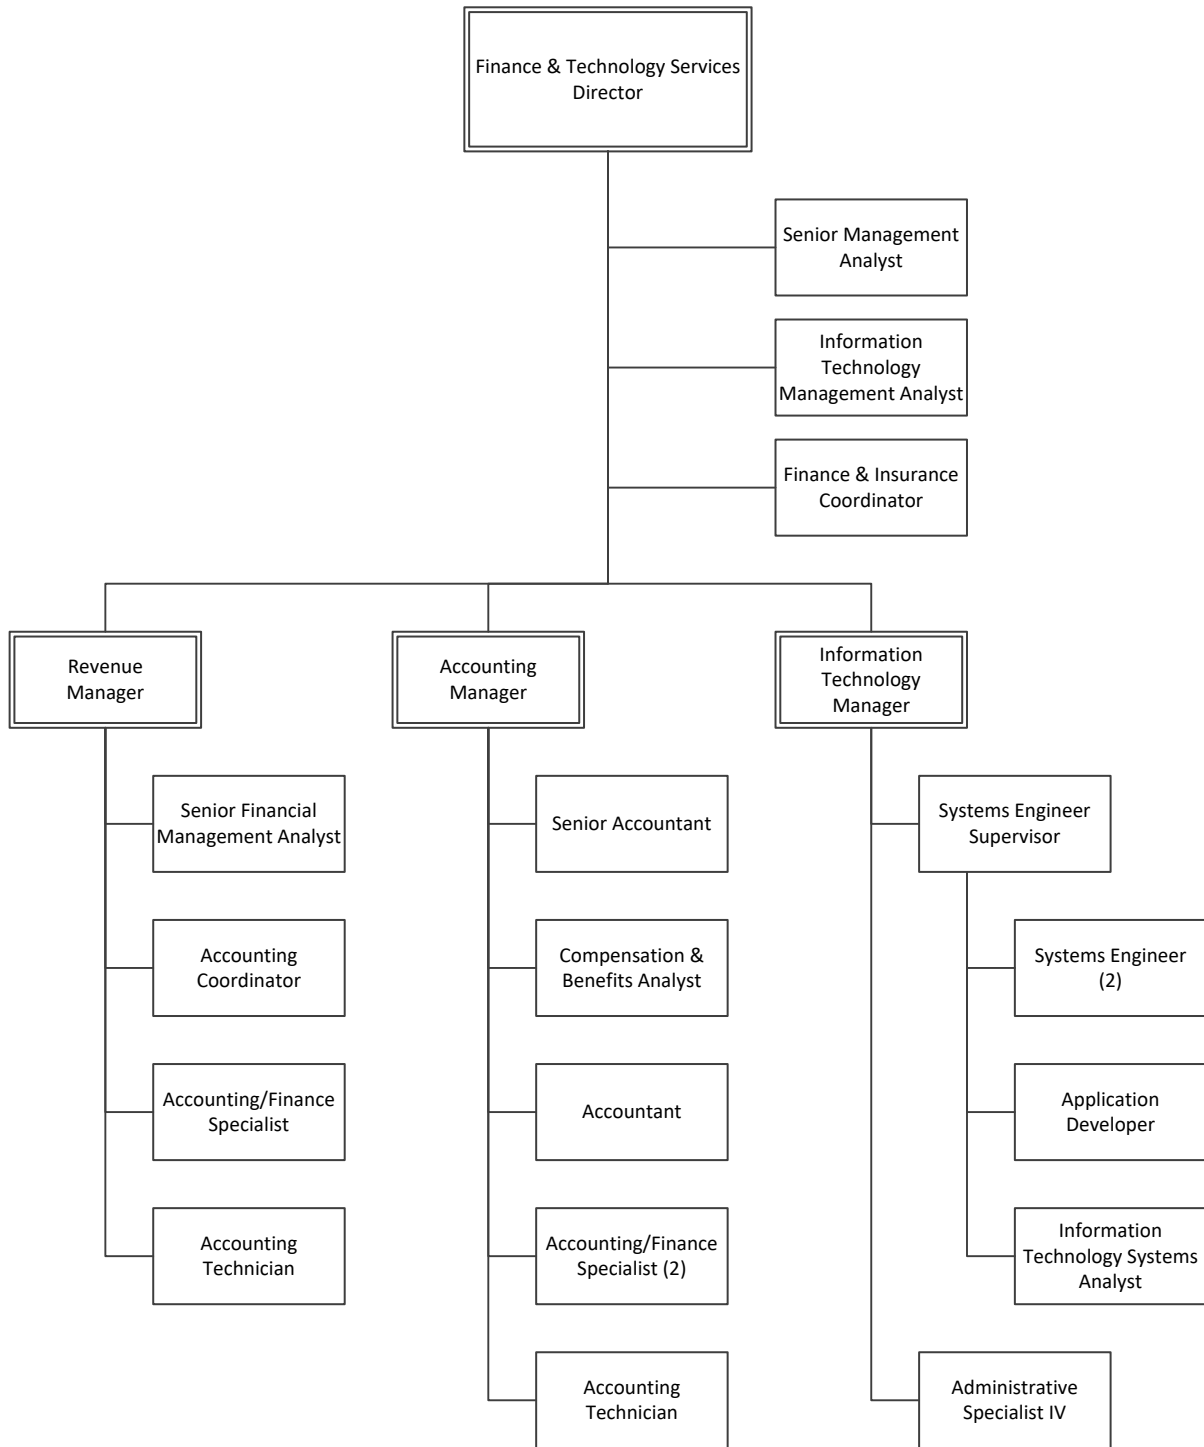 Finance & Technology Services
Director
Senior Management
Analyst
Information
Technology
Management Analyst
Finance & Insurance
Coordinator
Revenue
Manager
Accounting
Manager
Information
Technology
Manager
Senior Financial
Management Analyst
Accounting
Coordinator
Accounting/Finance
Specialist
Accounting
Technician
Senior Accountant
Compensation &
Benefits Analyst
Accountant
Accounting/Finance
Specialist (2)
Accounting
Technician
Systems Engineer
Supervisor
Systems Engineer
(2)
Application
Developer
Information
Technology Systems
Analyst
Administrative
Specialist IV